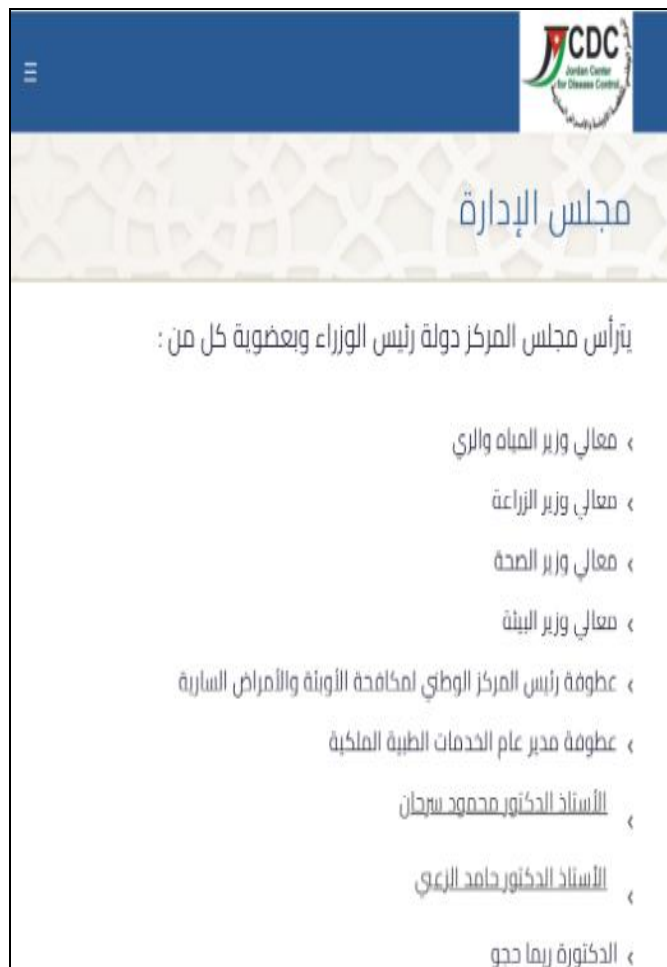 JCDC
Jordan Center
for Disease Control
مجلس الإدارة
يترأس مجلس المركز دولة رئيس الوزراء وبعضوية كل من :
معالي وزير المياه والري
معالي وزير الزراعة
معالي وزير الصحة
معالي وزير البيئة
عطوفة رئيس المركز الوطني لمكافحة الأوبئة والأمراض السارية
عطوفة مدير عام الخدمات الطبية الملكية
الأستاذ الدكتور محمود سرحان
الأستاذ الدكتور حامد الزعبي
الدكتورة ريما حجو